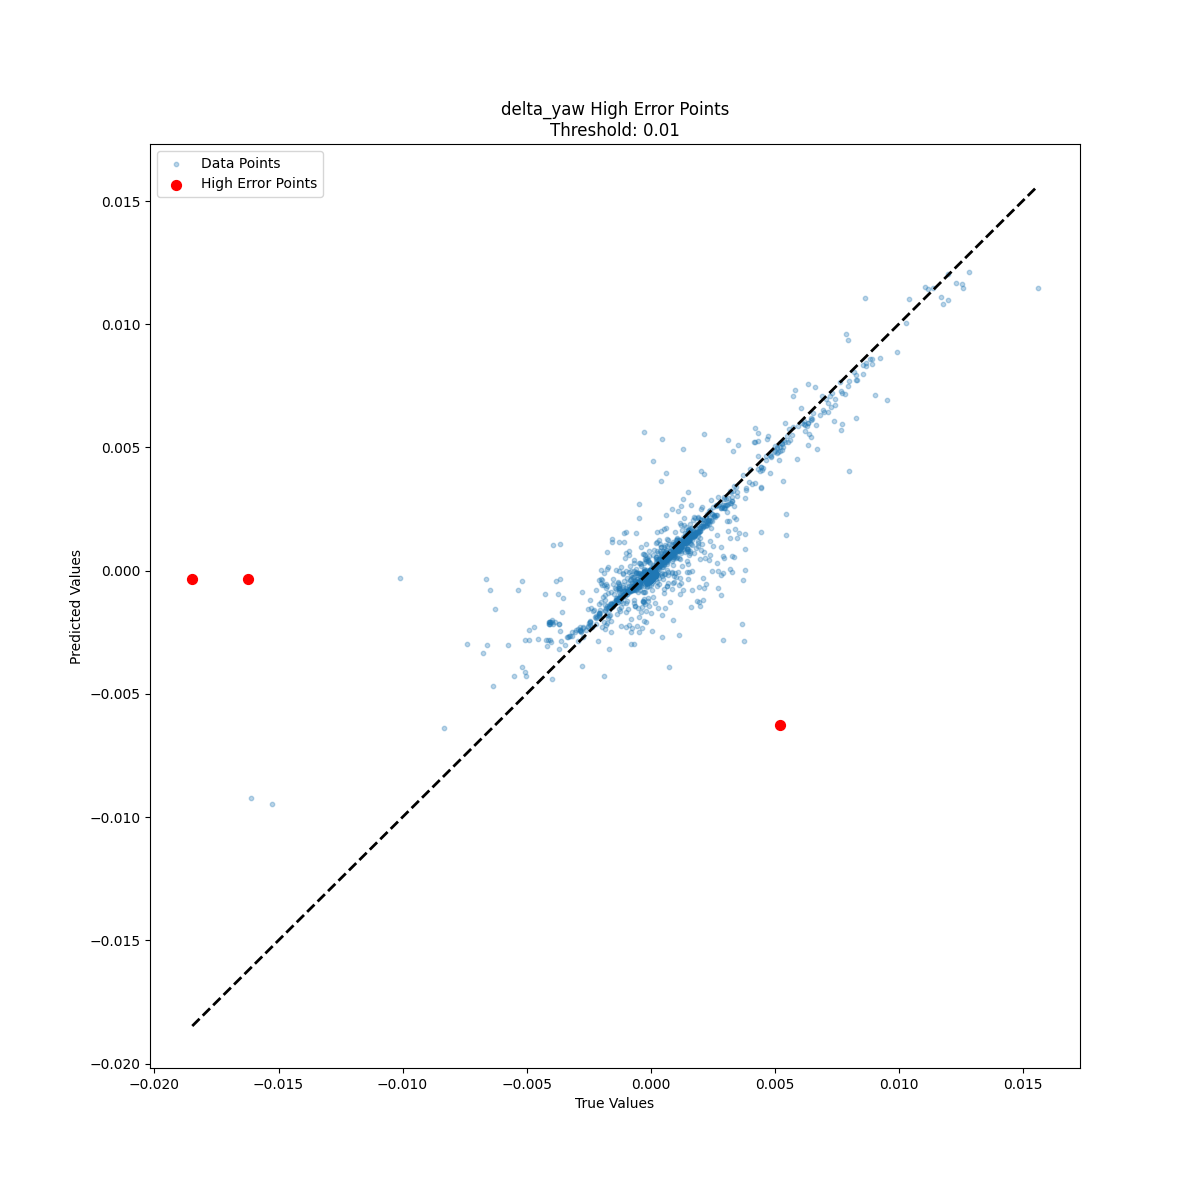 delta_yaw High Error Points
Threshold: 0.01
Data Points
High Error Points
0.015
0.010
0.005
0.000
−0.005
−0.010
−0.015
−0.020
Predicted Values
−0.020
−0.015
−0.010
−0.005
0.000
0.005
0.010
0.015
True Values